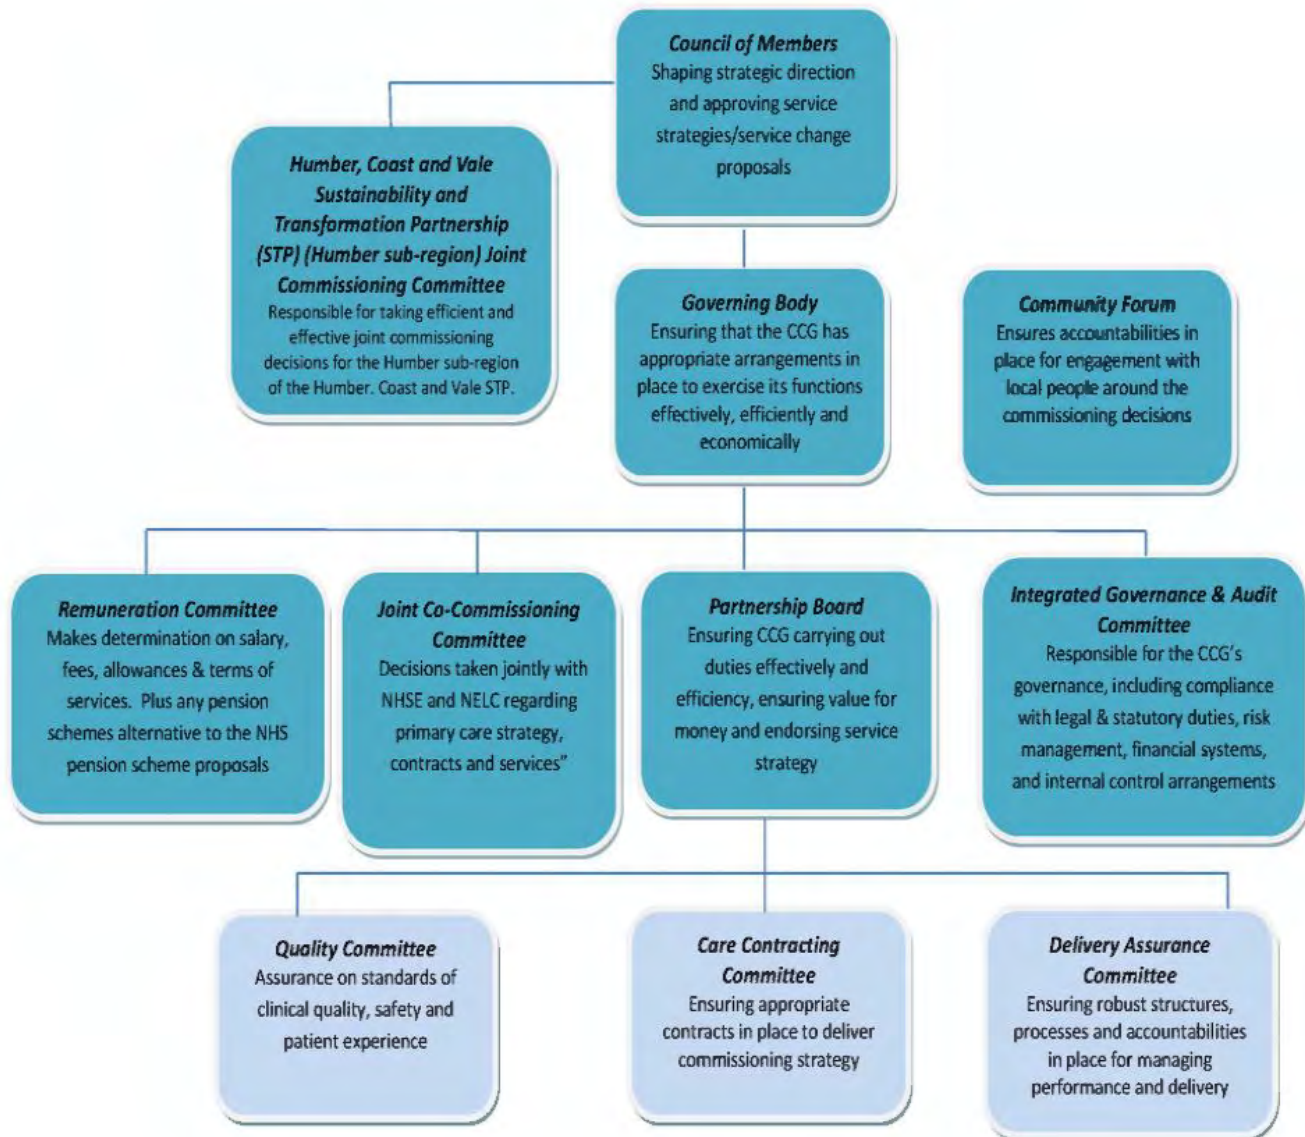 Council of Members
Shaping strategic direction
and approving service
strategies/service change
proposals
Humber, Coast and Vale
Sustainability and
Transformation Partnership
(STP) (Humber sub-region) Joint
Commissioning Committee
Responsible for taking efficient and
effective joint commissioning
decisions for the Humber sub-region
of the Humber. Coast and Vale STP.
Governing Body
Ensuring that the CCG has
appropriate arrangements in
place to exercise its functions
effectively, efficiently and
economically
Community Forum
Ensures accountabilities in
place for engagement with
local people around the
commissioning decisions
Remuneration Committee
Makes determination on salary,
fees, allowances & terms of
services. Plus any pension
schemes alternative to the NHS
pension scheme proposals
Joint Co-Commissioning
Committee
Decisions taken jointly with
NHSE and NELC regarding
primary care strategy,
contracts and services”
Partnership Board
Ensuring CCG carrying out
duties effectively and
efficiency, ensuring value for
money and endorsing service
strategy
Integrated Governance & Audit
Committee
Responsible for the CCG’s
governance, including compliance
with legal & statutory duties, risk
management, financial systems,
and internal control arrangements
Quality Committee
Assurance on standards of
clinical quality, safety and
patient experience
Care Contracting
Committee
Ensuring appropriate
contracts in place to deliver
commissioning strategy
Delivery Assurance
Committee
Ensuring robust structures,
processes and accountabilities
in place for managing
performance and delivery